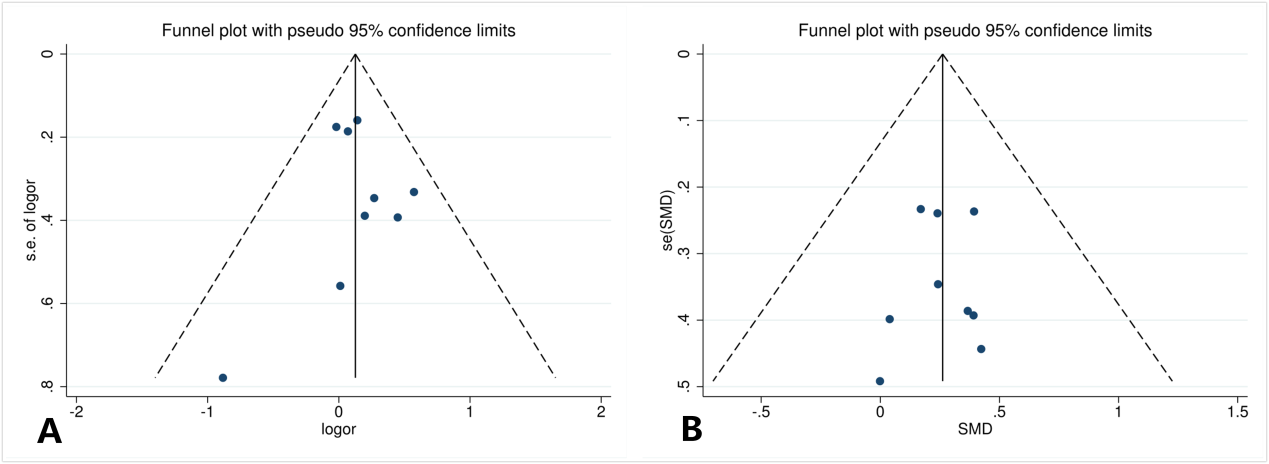 Funnel plot with pseudo 95% confidence limits
0
.2
.4
.6
.8
s.e. of logor
-2 -1 0 1 2
logor
A
Funnel plot with pseudo 95% confidence limits
0
.1
.2
.3
.4
.5
se(SMD)
-.5 0 .5 1 1.5
SMD
B